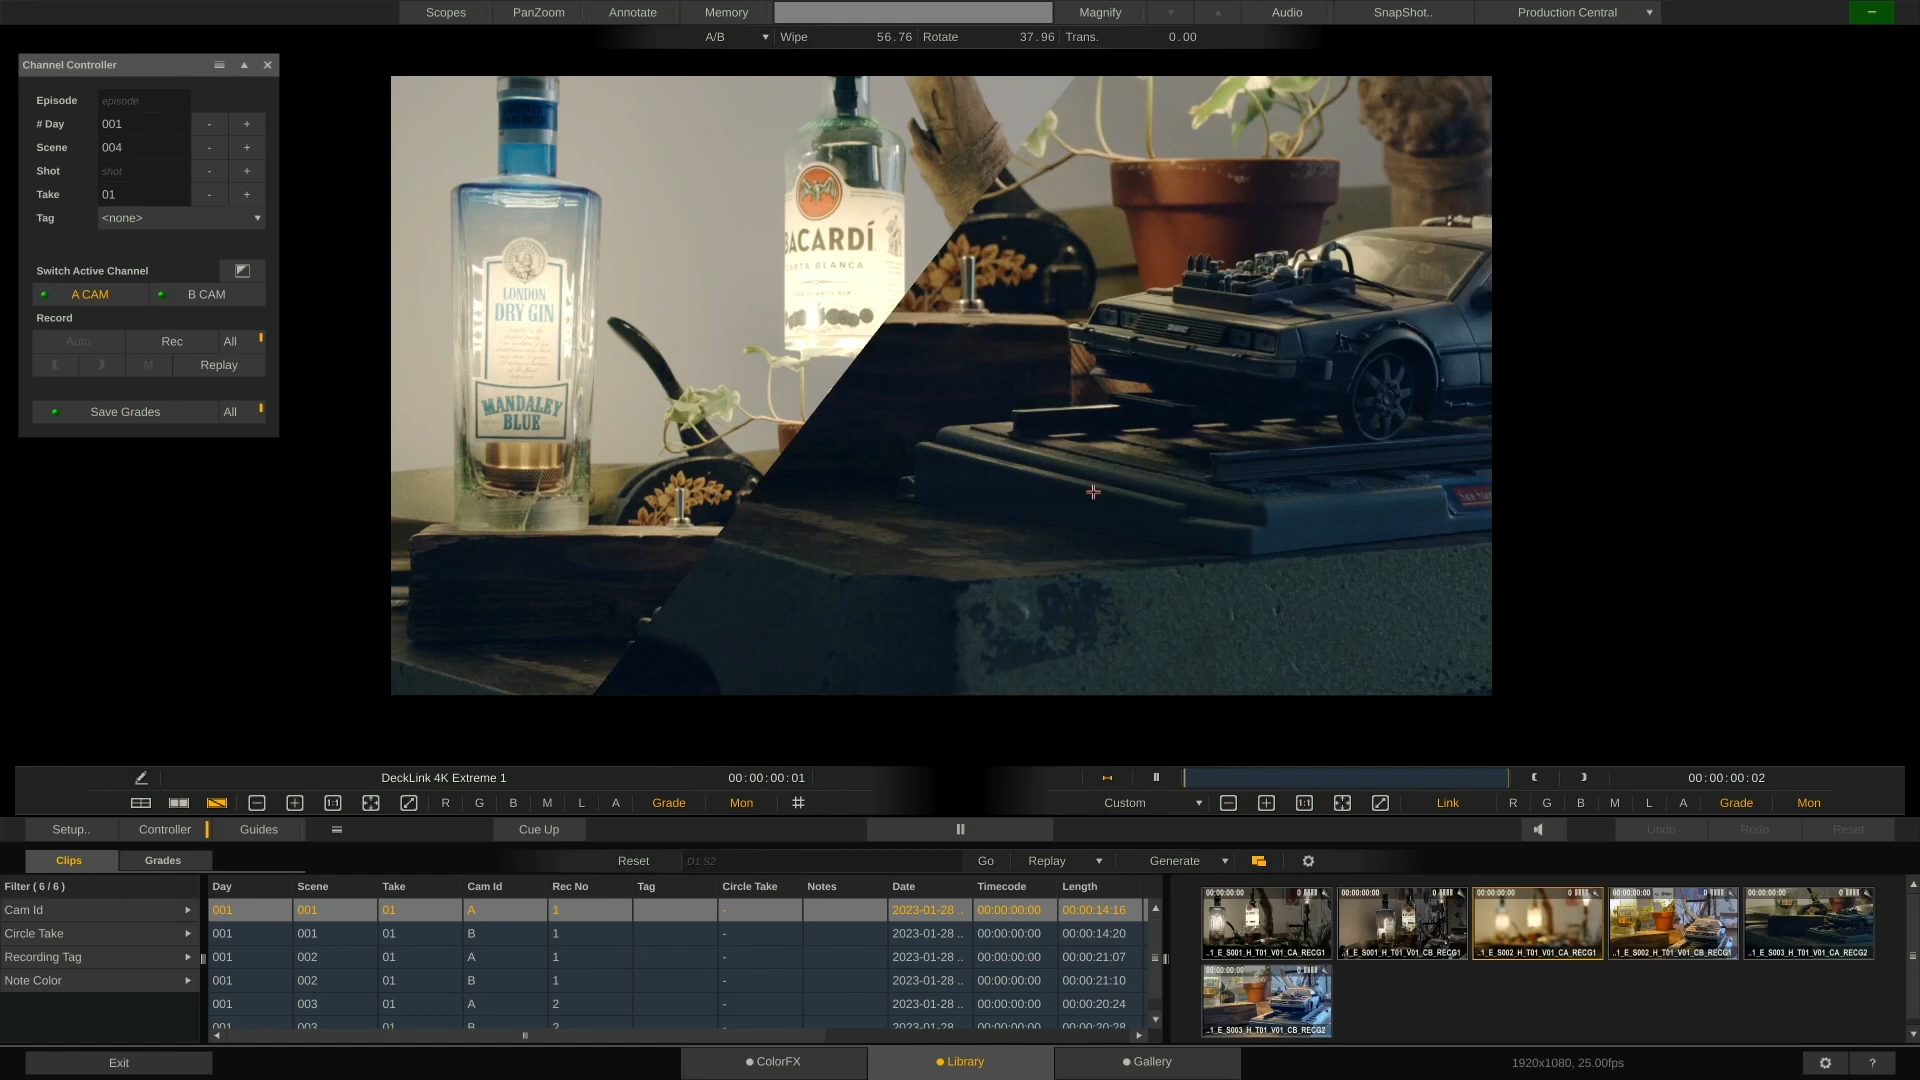 Scopes PanZoom Annotate Memory Magnify Audio SnapShot.. Production Central
A/B Wipe 56.76 Rotate 37.96 Trans. 0.00
Channel Controller
Episode episode
# Day 001 - +
Scene 004 - +
Shot shot - +
Take 01 - +
Tag <none>
Switch Active Channel
A CAM B CAM
Record
Auto Rec All
M Replay
Save Grades All
LONDON
DRY GIN
MANDALEY
BLUE
BACARDÍ
CARTA BLANCA
DeckLink 4K Extreme 1 00:00:00:01 00:00:00:02
1:1 R G B M L A Grade Mon Custom 1:1 Link R G B M L A Grade Mon
Setup.. Controller Guides Cue Up Undo Redo Reset
Clips Grades Reset D1 S2 Go Replay Generate
Filter ( 6 / 6 ) Day Scene Take Cam Id Rec No Tag Circle Take Notes Date Timecode Length
Cam Id 001 001 01 A 1 - 2023-01-28 .. 00:00:00:00 00:00:14:16
Circle Take 001 001 01 B 1 - 2023-01-28 .. 00:00:00:00 00:00:14:20
Recording Tag 001 002 01 A 1 - 2023-01-28 .. 00:00:00:00 00:00:21:07
Note Color 001 002 01 B 1 - 2023-01-28 .. 00:00:00:00 00:00:21:10
001 003 01 A 2 - 2023-01-28 .. 00:00:00:00 00:00:20:24
001 003 01 B 2 - 2023-01-28 .. 00:00:00:00 00:00:20:28
00:00:00:00 0 00:00:00:00 0 00:00:00:00 0 00:00:00:00 0 00:00:00:00 0
..1_E_S001_H_T01_V01_CA_RECG1 ..1_E_S001_H_T01_V01_CB_RECG1 ..1_E_S002_H_T01_V01_CA_RECG1 ..1_E_S002_H_T01_V01_CB_RECG1 ..1_E_S003_H_T01_V01_CA_RECG2
00:00:00:00 0
..1_E_S003_H_T01_V01_CB_RECG2
Exit ColorFX Library Gallery 1920x1080, 25.00fps ?